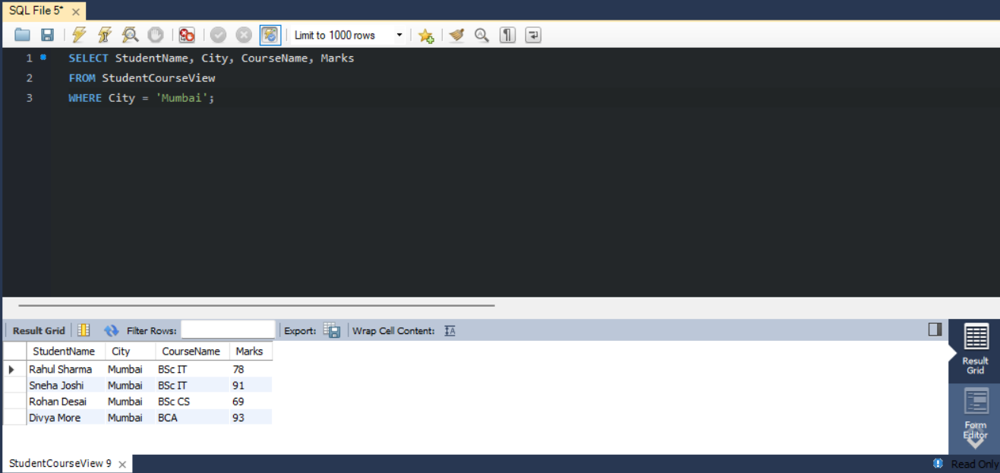 SQL File 5*
Limit to 1000 rows
1 SELECT StudentName, City, CourseName, Marks
2 FROM StudentCourseView
3 WHERE City = 'Mumbai';
Result Grid Filter Rows: Export: Wrap Cell Content:
StudentName City CourseName Marks
Rahul Sharma Mumbai BSc IT 78
Sneha Joshi Mumbai BSc IT 91
Rohan Desai Mumbai BSc CS 69
Divya More Mumbai BCA 93
Result
Grid
Form
Editor
StudentCourseView 9
Read Only